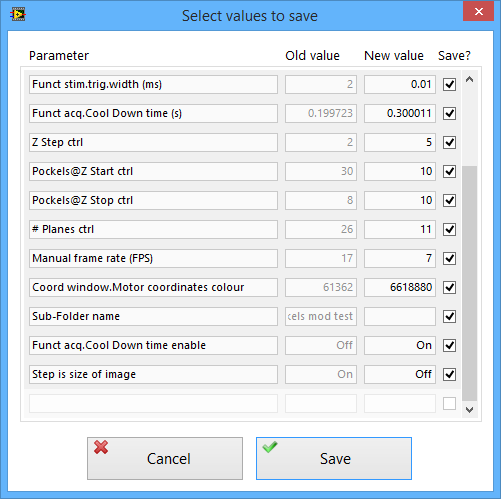 Select values to save
Parameter Old value New value Save?
Funct stim.trig.width (ms) 2 0.01
Funct acq.Cool Down time (s) 0.199723 0.300011
Z Step ctrl 2 5
Pockels@Z Start ctrl 30 10
Pockels@Z Stop ctrl 8 10
# Planes ctrl 26 11
Manual frame rate (FPS) 17 7
Coord window.Motor coordinates colour 61362 6618880
Sub-Folder name kels mod test
Funct acq.Cool Down time enable Off On
Step is size of image On Off
Cancel Save